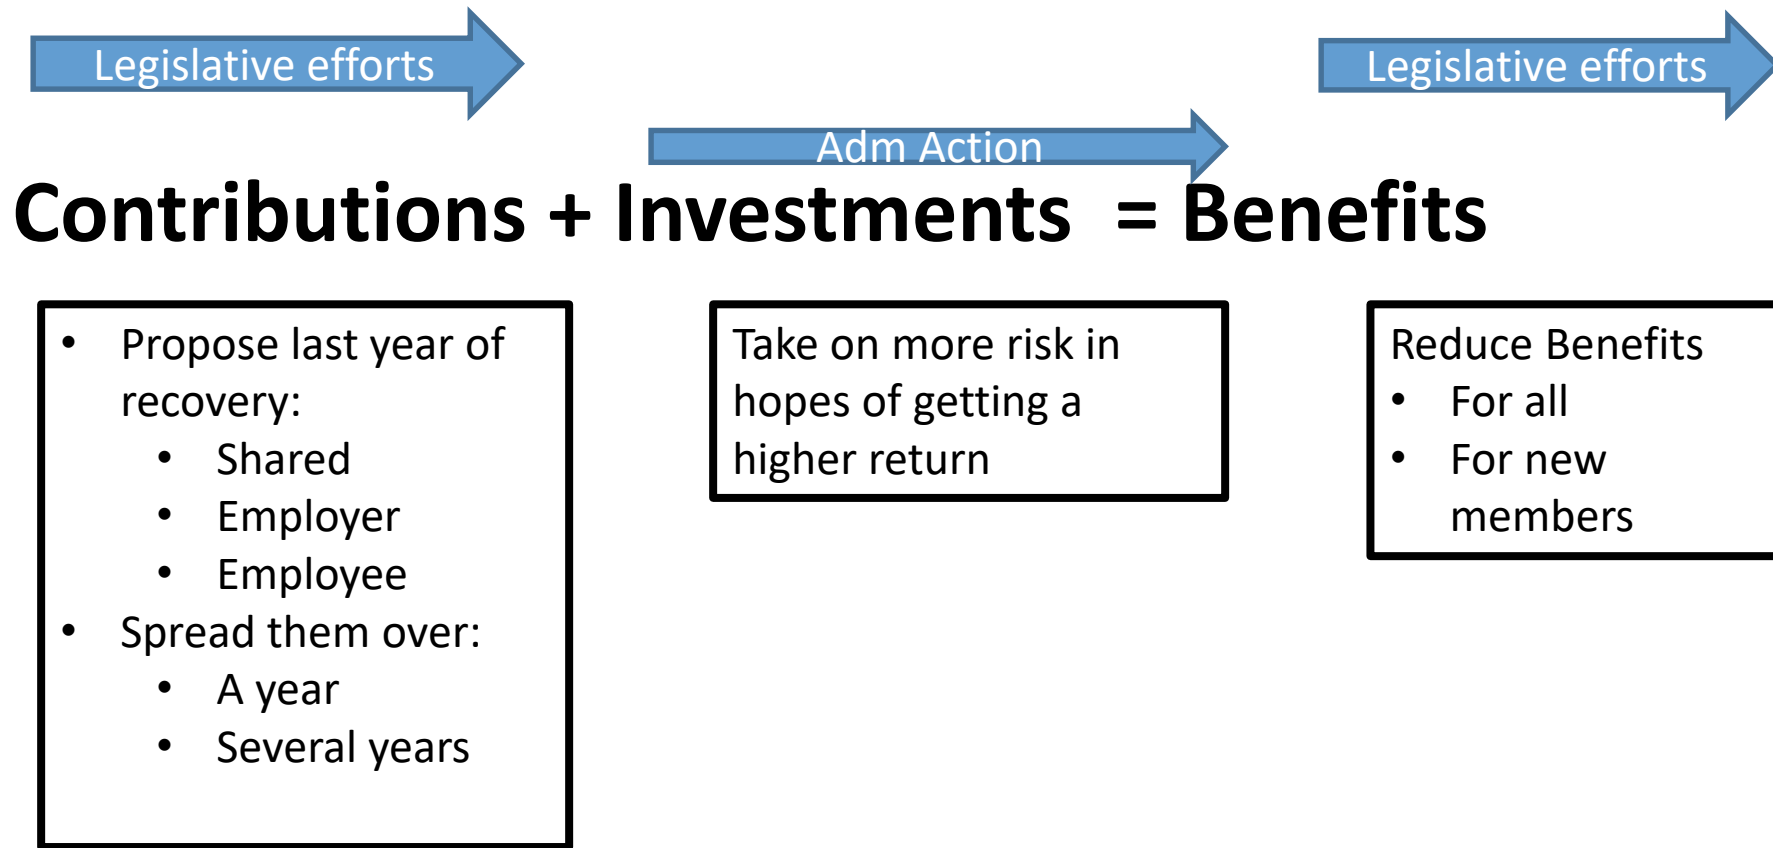 Legislative efforts
Legislative efforts
Adm Action
Contributions + Investments = Benefits
• Propose last year of
recovery:
• Shared
• Employer
• Employee
• Spread them over:
• A year
• Several years
Take on more risk in
hopes of getting a
higher return
Reduce Benefits
• For all
• For new
members